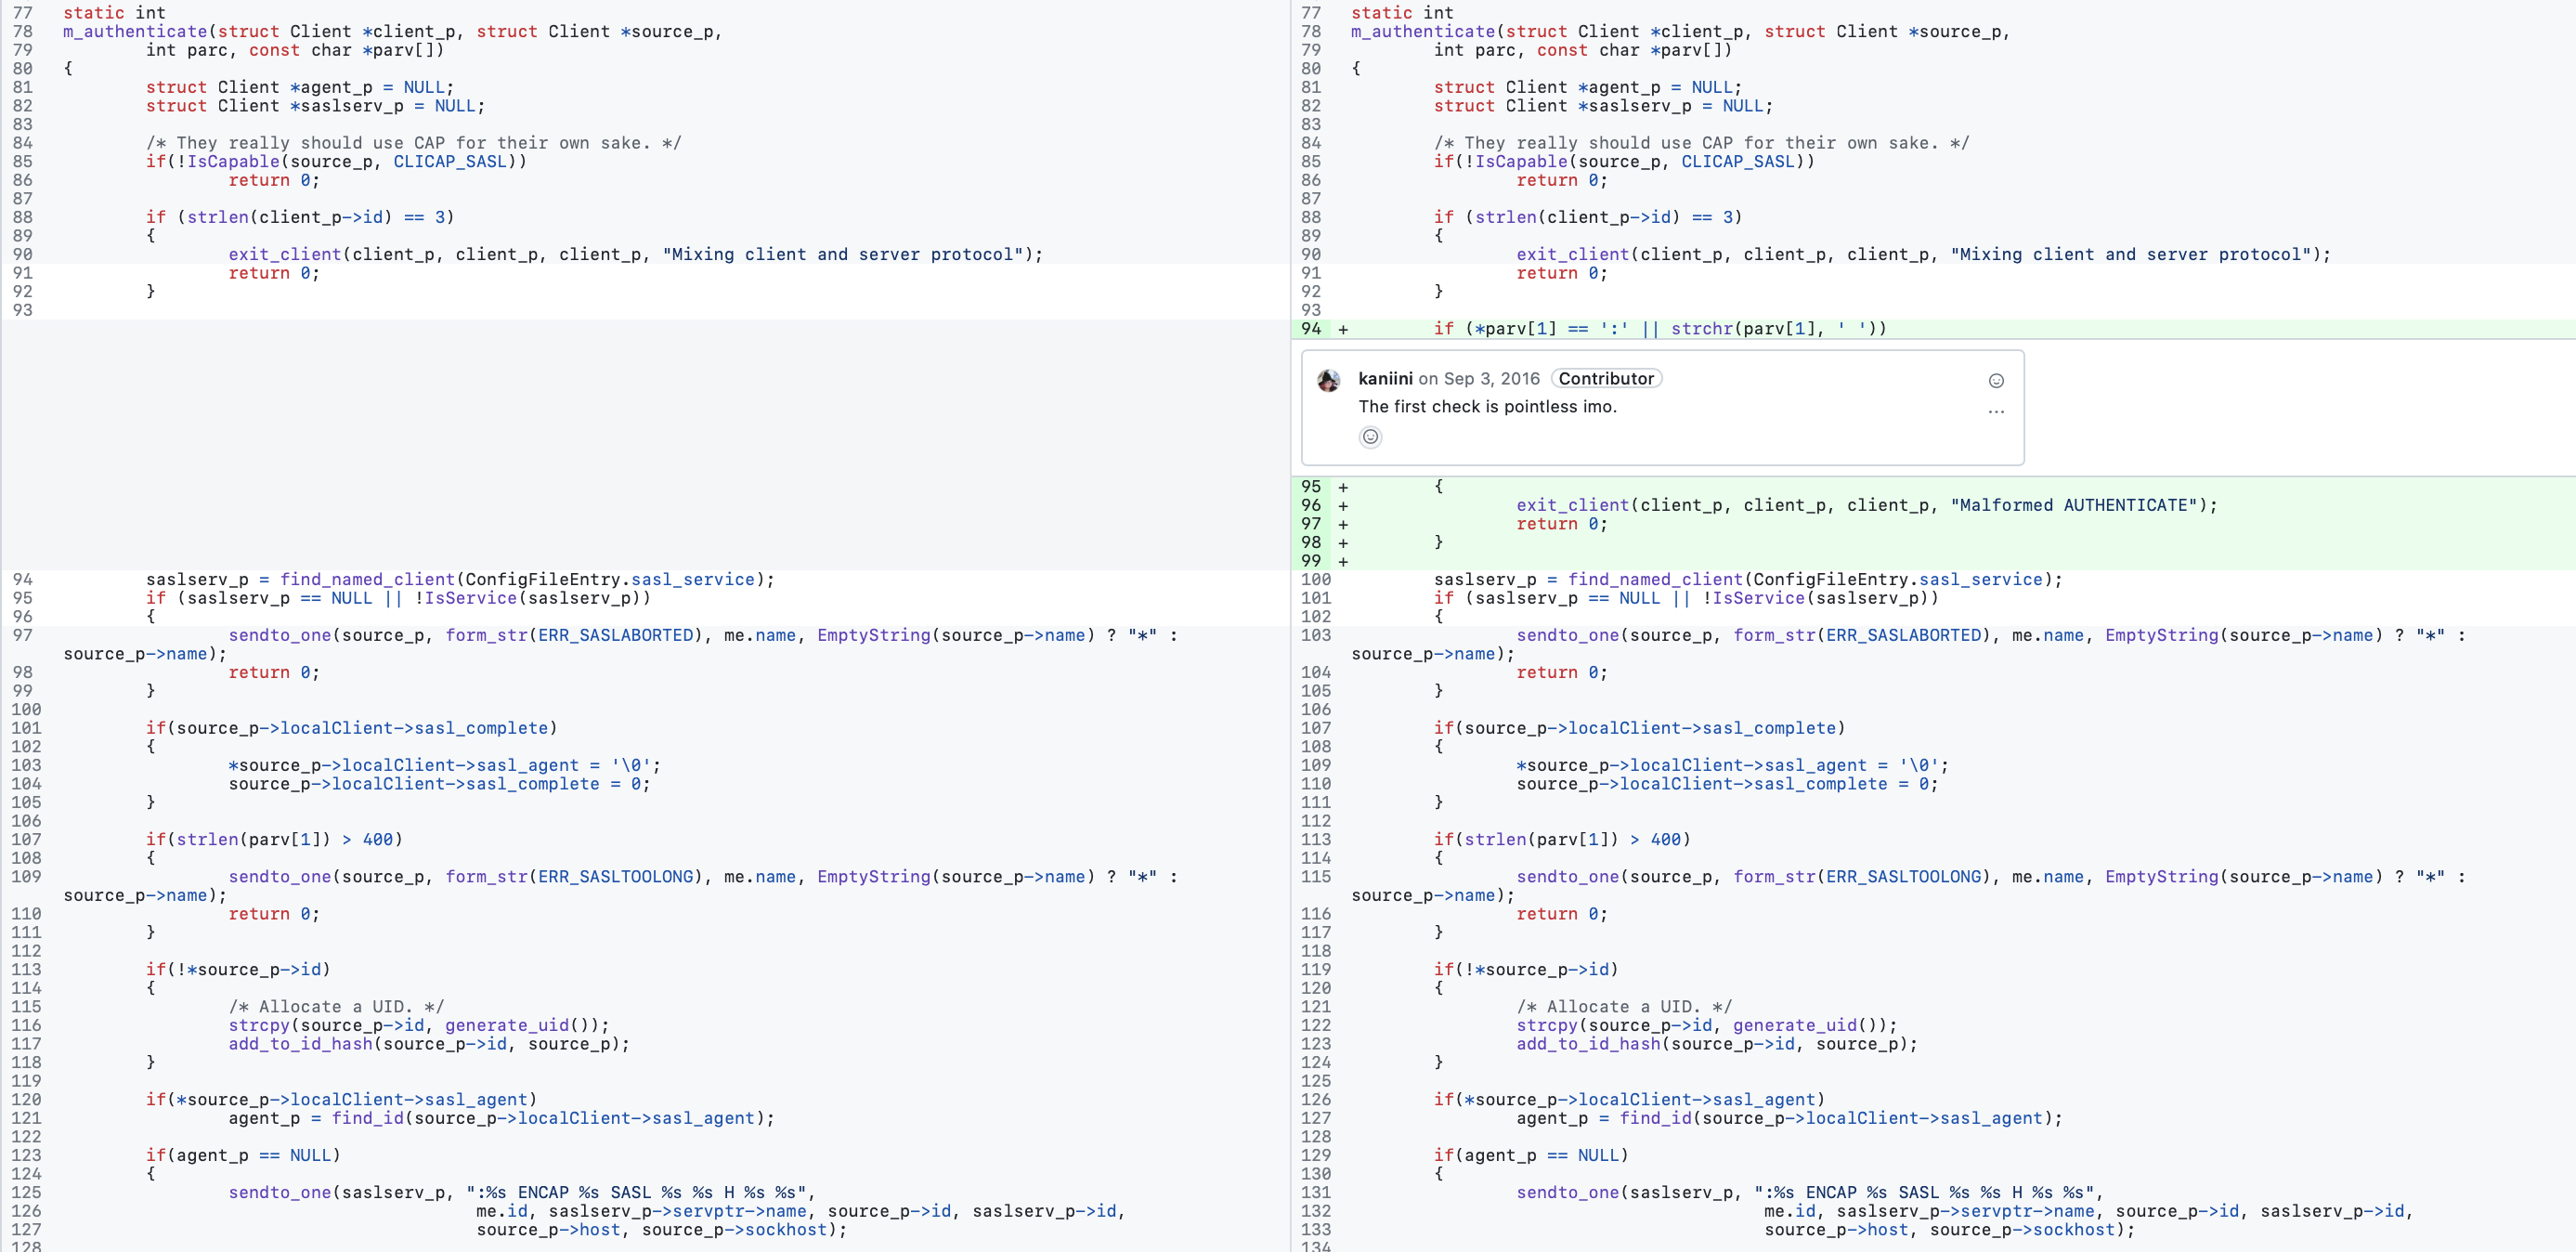 77 static int
78 m_authenticate(struct Client *client_p, struct Client *source_p,
79 int parc, const char *parv[])
80 {
81 struct Client *agent_p = NULL;
82 struct Client *saslserv_p = NULL;
83
84 /* They really should use CAP for their own sake. */
85 if(!IsCapable(source_p, CLICAP_SASL))
86 return 0;
87
88 if (strlen(client_p->id) == 3)
89 {
90 exit_client(client_p, client_p, client_p, "Mixing client and server protocol");
91 return 0;
92 }
93
94 saslserv_p = find_named_client(ConfigFileEntry.sasl_service);
95 if (saslserv_p == NULL || !IsService(saslserv_p))
96 {
97 sendto_one(source_p, form_str(ERR_SASLABORTED), me.name, EmptyString(source_p->name) ? "*" :
source_p->name);
98 return 0;
99 }
100
101 if(source_p->localClient->sasl_complete)
102 {
103 *source_p->localClient->sasl_agent = '\0';
104 source_p->localClient->sasl_complete = 0;
105 }
106
107 if(strlen(parv[1]) > 400)
108 {
109 sendto_one(source_p, form_str(ERR_SASLTOOLONG), me.name, EmptyString(source_p->name) ? "*" :
source_p->name);
110 return 0;
111 }
112
113 if(!*source_p->id)
114 {
115 /* Allocate a UID. */
116 strcpy(source_p->id, generate_uid());
117 add_to_id_hash(source_p->id, source_p);
118 }
119
120 if(*source_p->localClient->sasl_agent)
121 agent_p = find_id(source_p->localClient->sasl_agent);
122
123 if(agent_p == NULL)
124 {
125 sendto_one(saslserv_p, ":%s ENCAP %s SASL %s %s H %s %s",
126 me.id, saslserv_p->servptr->name, source_p->id, saslserv_p->id,
127 source_p->host, source_p->sockhost);
128
77 static int
78 m_authenticate(struct Client *client_p, struct Client *source_p,
79 int parc, const char *parv[])
80 {
81 struct Client *agent_p = NULL;
82 struct Client *saslserv_p = NULL;
83
84 /* They really should use CAP for their own sake. */
85 if(!IsCapable(source_p, CLICAP_SASL))
86 return 0;
87
88 if (strlen(client_p->id) == 3)
89 {
90 exit_client(client_p, client_p, client_p, "Mixing client and server protocol");
91 return 0;
92 }
93
94 + if (*parv[1] == ':' || strchr(parv[1], ' '))
kaniini on Sep 3, 2016 Contributor
The first check is pointless imo.
95 + {
96 + exit_client(client_p, client_p, client_p, "Malformed AUTHENTICATE");
97 + return 0;
98 + }
99 +
100 saslserv_p = find_named_client(ConfigFileEntry.sasl_service);
101 if (saslserv_p == NULL || !IsService(saslserv_p))
102 {
103 sendto_one(source_p, form_str(ERR_SASLABORTED), me.name, EmptyString(source_p->name) ? "*" :
source_p->name);
104 return 0;
105 }
106
107 if(source_p->localClient->sasl_complete)
108 {
109 *source_p->localClient->sasl_agent = '\0';
110 source_p->localClient->sasl_complete = 0;
111 }
112
113 if(strlen(parv[1]) > 400)
114 {
115 sendto_one(source_p, form_str(ERR_SASLTOOLONG), me.name, EmptyString(source_p->name) ? "*" :
source_p->name);
116 return 0;
117 }
118
119 if(!*source_p->id)
120 {
121 /* Allocate a UID. */
122 strcpy(source_p->id, generate_uid());
123 add_to_id_hash(source_p->id, source_p);
124 }
125
126 if(*source_p->localClient->sasl_agent)
127 agent_p = find_id(source_p->localClient->sasl_agent);
128
129 if(agent_p == NULL)
130 {
131 sendto_one(saslserv_p, ":%s ENCAP %s SASL %s %s H %s %s",
132 me.id, saslserv_p->servptr->name, source_p->id, saslserv_p->id,
133 source_p->host, source_p->sockhost);
134